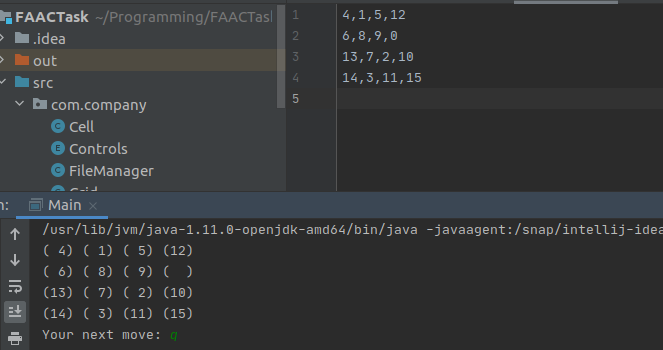 FAACTask ~/Programming/FAACTask
.idea
out
src
com.company
Cell
Controls
FileManager
1 4,1,5,12
2 6,8,9,0
3 13,7,2,10
4 14,3,11,15
5
Main
/usr/lib/jvm/java-1.11.0-openjdk-amd64/bin/java -javaagent:/snap/intellij-idea
( 4) ( 1) ( 5) (12)
( 6) ( 8) ( 9) (  )
(13) ( 7) ( 2) (10)
(14) ( 3) (11) (15)
Your next move: q